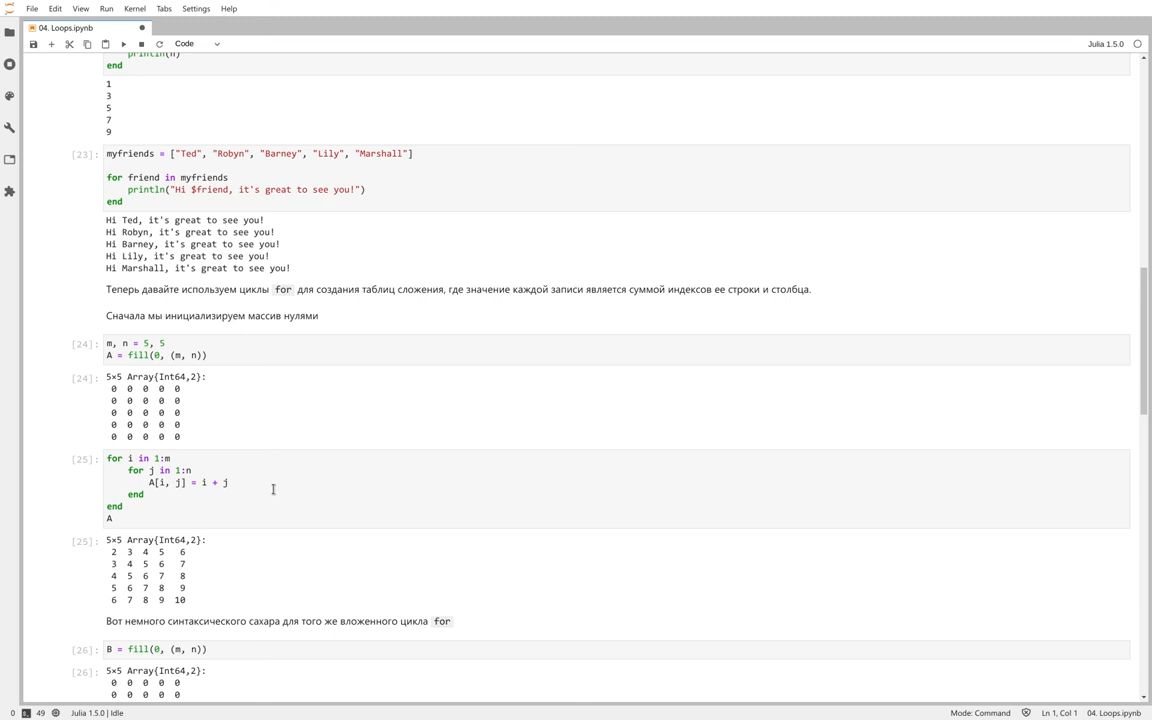 File Edit View Run Kernel Tabs Settings Help
04. Loops.ipynb
Code
Julia 1.5.0
println(n)
end
1
3
5
7
9
[23]:
myfriends = ["Ted", "Robyn", "Barney", "Lily", "Marshall"]
for friend in myfriends
println("Hi $friend, it's great to see you!")
end
Hi Ted, it's great to see you!
Hi Robyn, it's great to see you!
Hi Barney, it's great to see you!
Hi Lily, it's great to see you!
Hi Marshall, it's great to see you!
Теперь давайте используем циклы for для создания таблиц сложения, где значение каждой записи является суммой индексов ее строки и столбца.
Сначала мы инициализируем массив нулями
[24]:
m, n = 5, 5
A = fill(0, (m, n))
[24]:
5×5 Array{Int64,2}:
0 0 0 0 0
0 0 0 0 0
0 0 0 0 0
0 0 0 0 0
0 0 0 0 0
[25]:
for i in 1:m
for j in 1:n
A[i, j] = i + j
end
end
A
[25]:
5×5 Array{Int64,2}:
2 3 4 5 6
3 4 5 6 7
4 5 6 7 8
5 6 7 8 9
6 7 8 9 10
Вот немного синтаксического сахара для того же вложенного цикла for
[26]:
B = fill(0, (m, n))
[26]:
5×5 Array{Int64,2}:
0 0 0 0 0
0 0 0 0 0
0 49 Julia 1.5.0 | Idle Mode: Command Ln 1, Col 1 04. Loops.ipynb